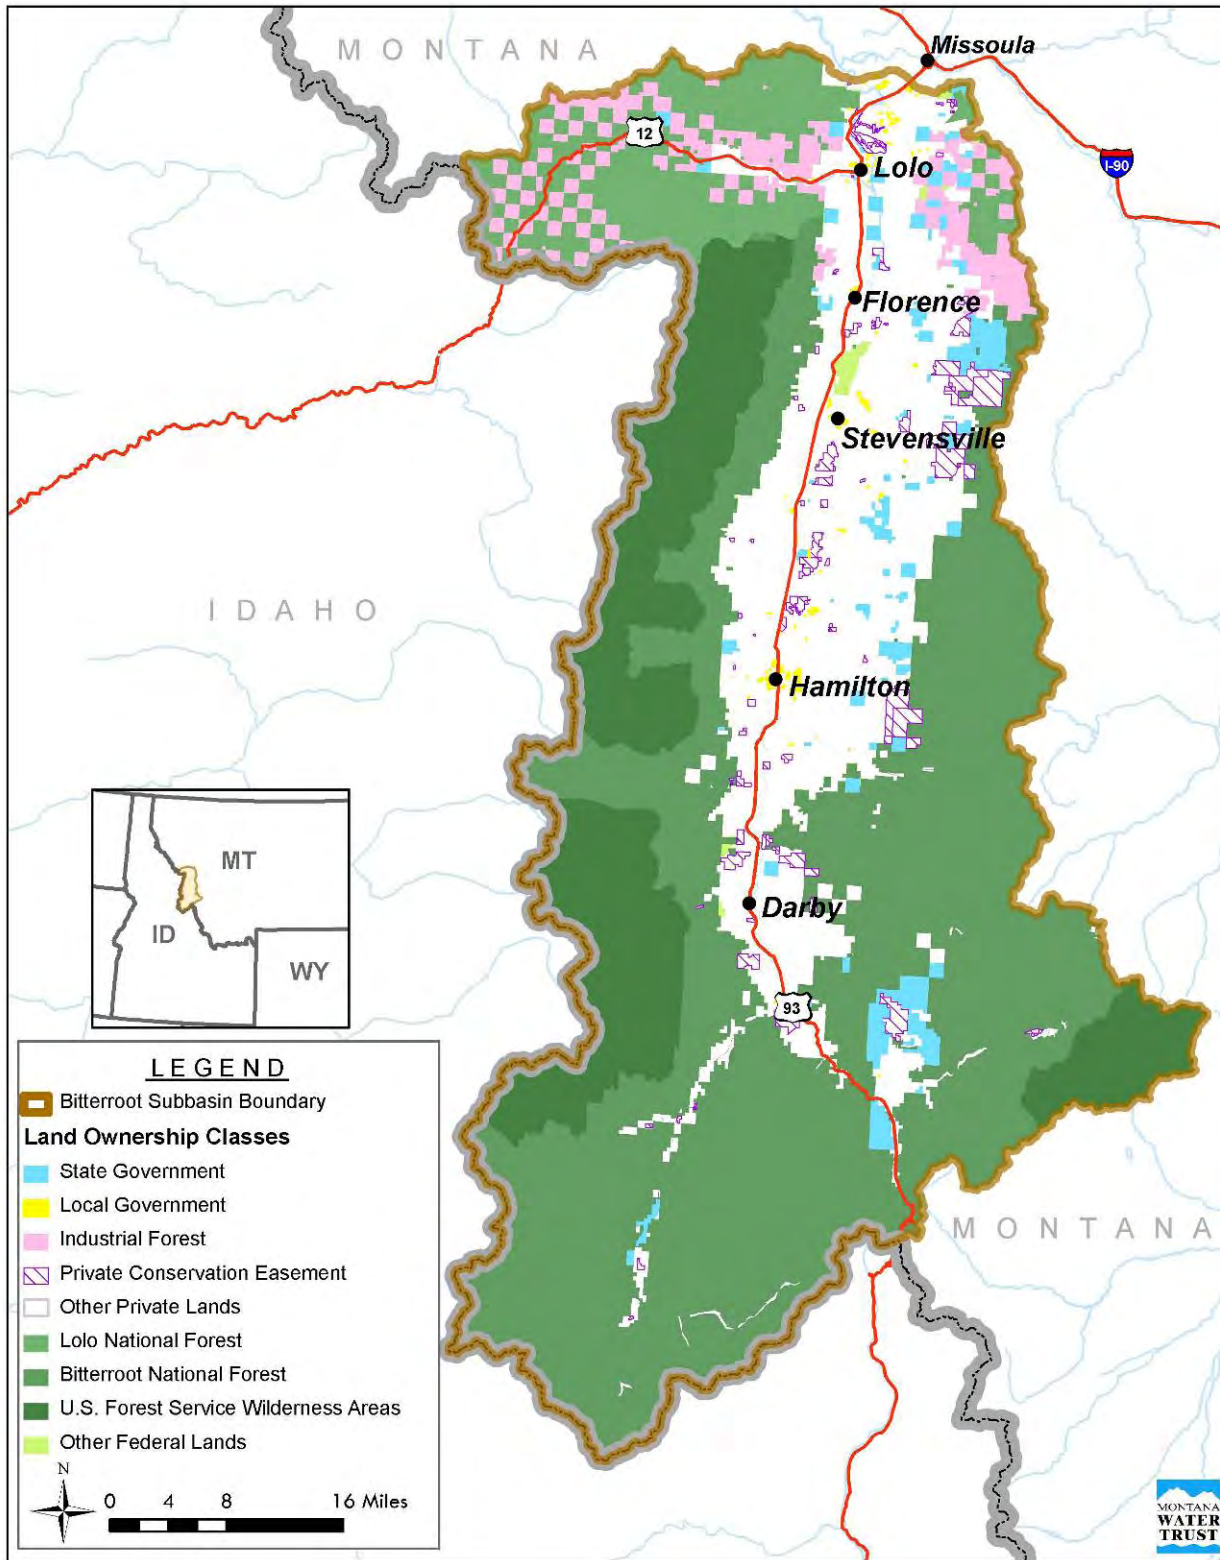 MONTANA
Missoula
12
I-90
Lolo
Florence
Stevensville
IDAHO
Hamilton
MT
ID
WY
Darby
93
MONTANA
LEGEND
Bitterroot Subbasin Boundary
Land Ownership Classes
State Government
Local Government
Industrial Forest
Private Conservation Easement
Other Private Lands
Lolo National Forest
Bitterroot National Forest
U.S. Forest Service Wilderness Areas
Other Federal Lands
N
0 4 8 16 Miles
MONTANA
WATER
TRUST